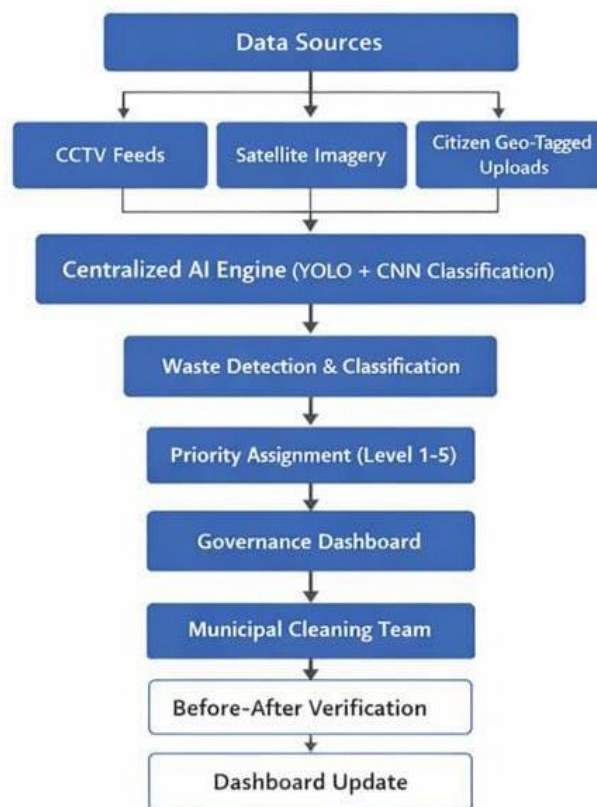 Data Sources
CCTV Feeds
Satellite Imagery
Citizen Geo-Tagged
Uploads
Centralized AI Engine (YOLO + CNN Classification)
Waste Detection & Classification
Priority Assignment (Level 1-5)
Governance Dashboard
Municipal Cleaning Team
Before-After Verification
Dashboard Update